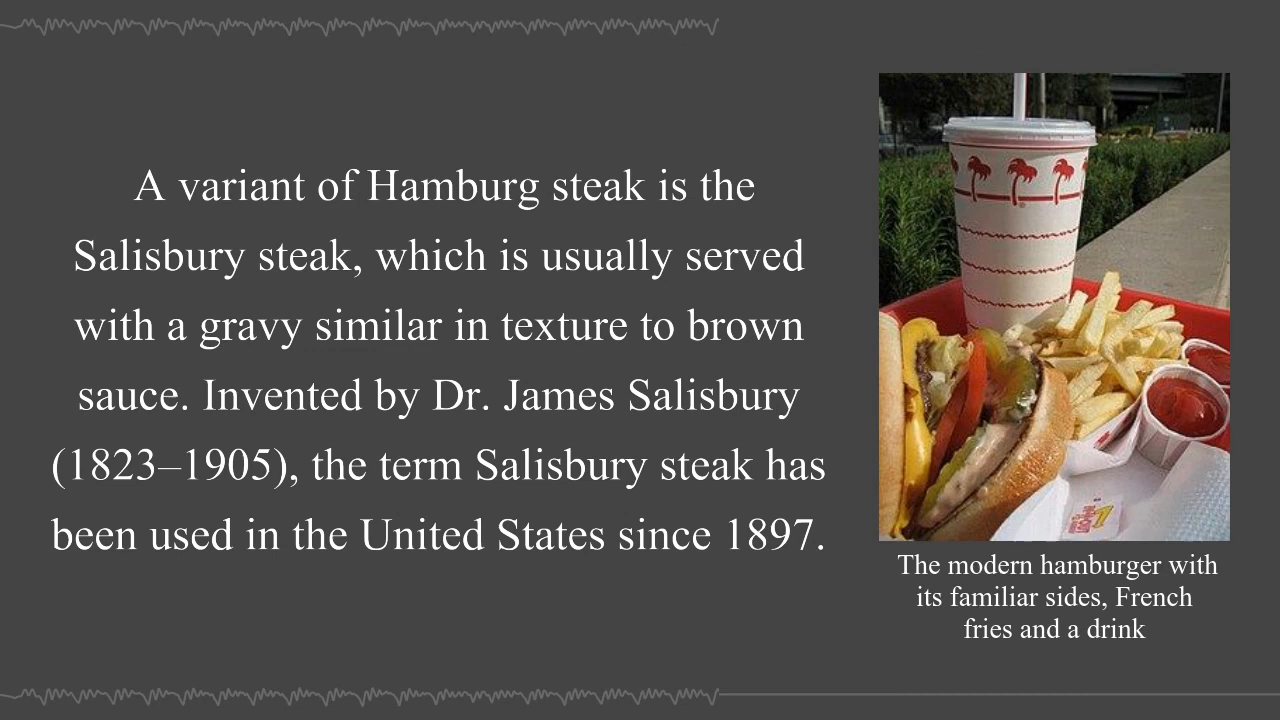 A variant of Hamburg steak is the
Salisbury steak, which is usually served
with a gravy similar in texture to brown
sauce. Invented by Dr. James Salisbury
(1823–1905), the term Salisbury steak has
been used in the United States since 1897.
The modern hamburger with
its familiar sides, French
fries and a drink